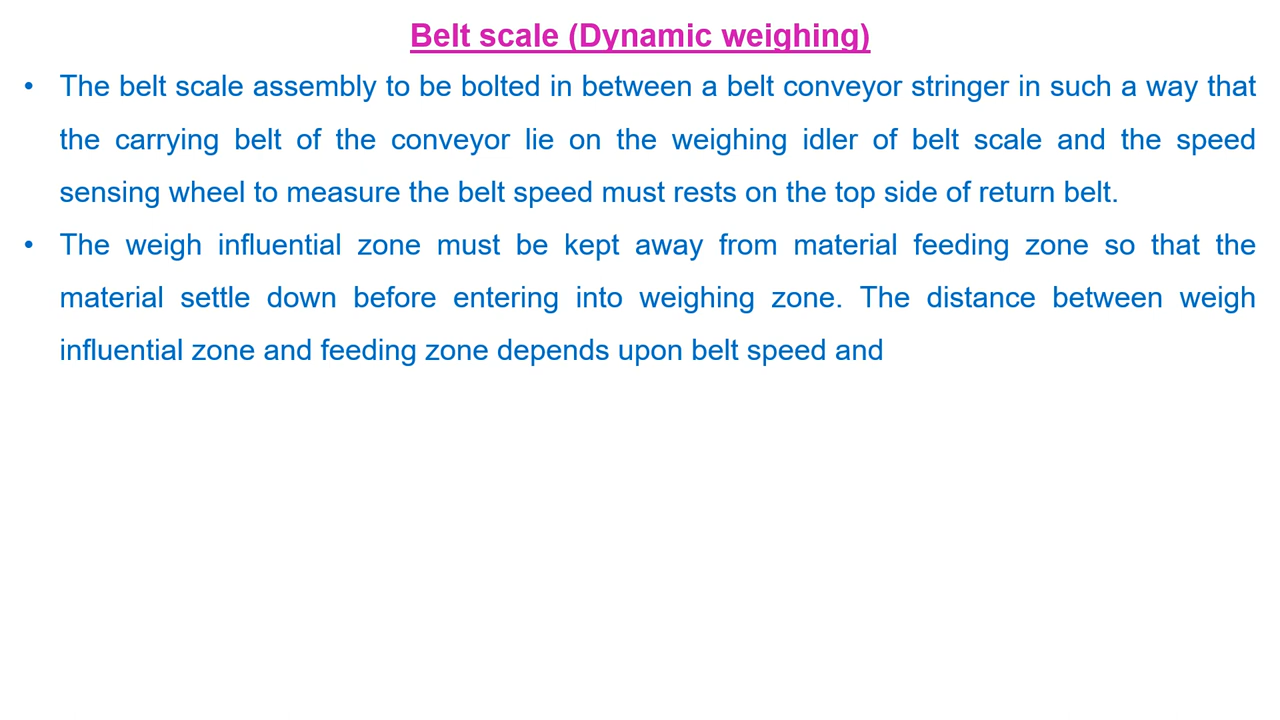 Belt scale (Dynamic weighing)
• The belt scale assembly to be bolted in between a belt conveyor stringer in such a way that
the carrying belt of the conveyor lie on the weighing idler of belt scale and the speed
sensing wheel to measure the belt speed must rests on the top side of return belt.
• The weigh influential zone must be kept away from material feeding zone so that the
material settle down before entering into weighing zone. The distance between weigh
influential zone and feeding zone depends upon belt speed and